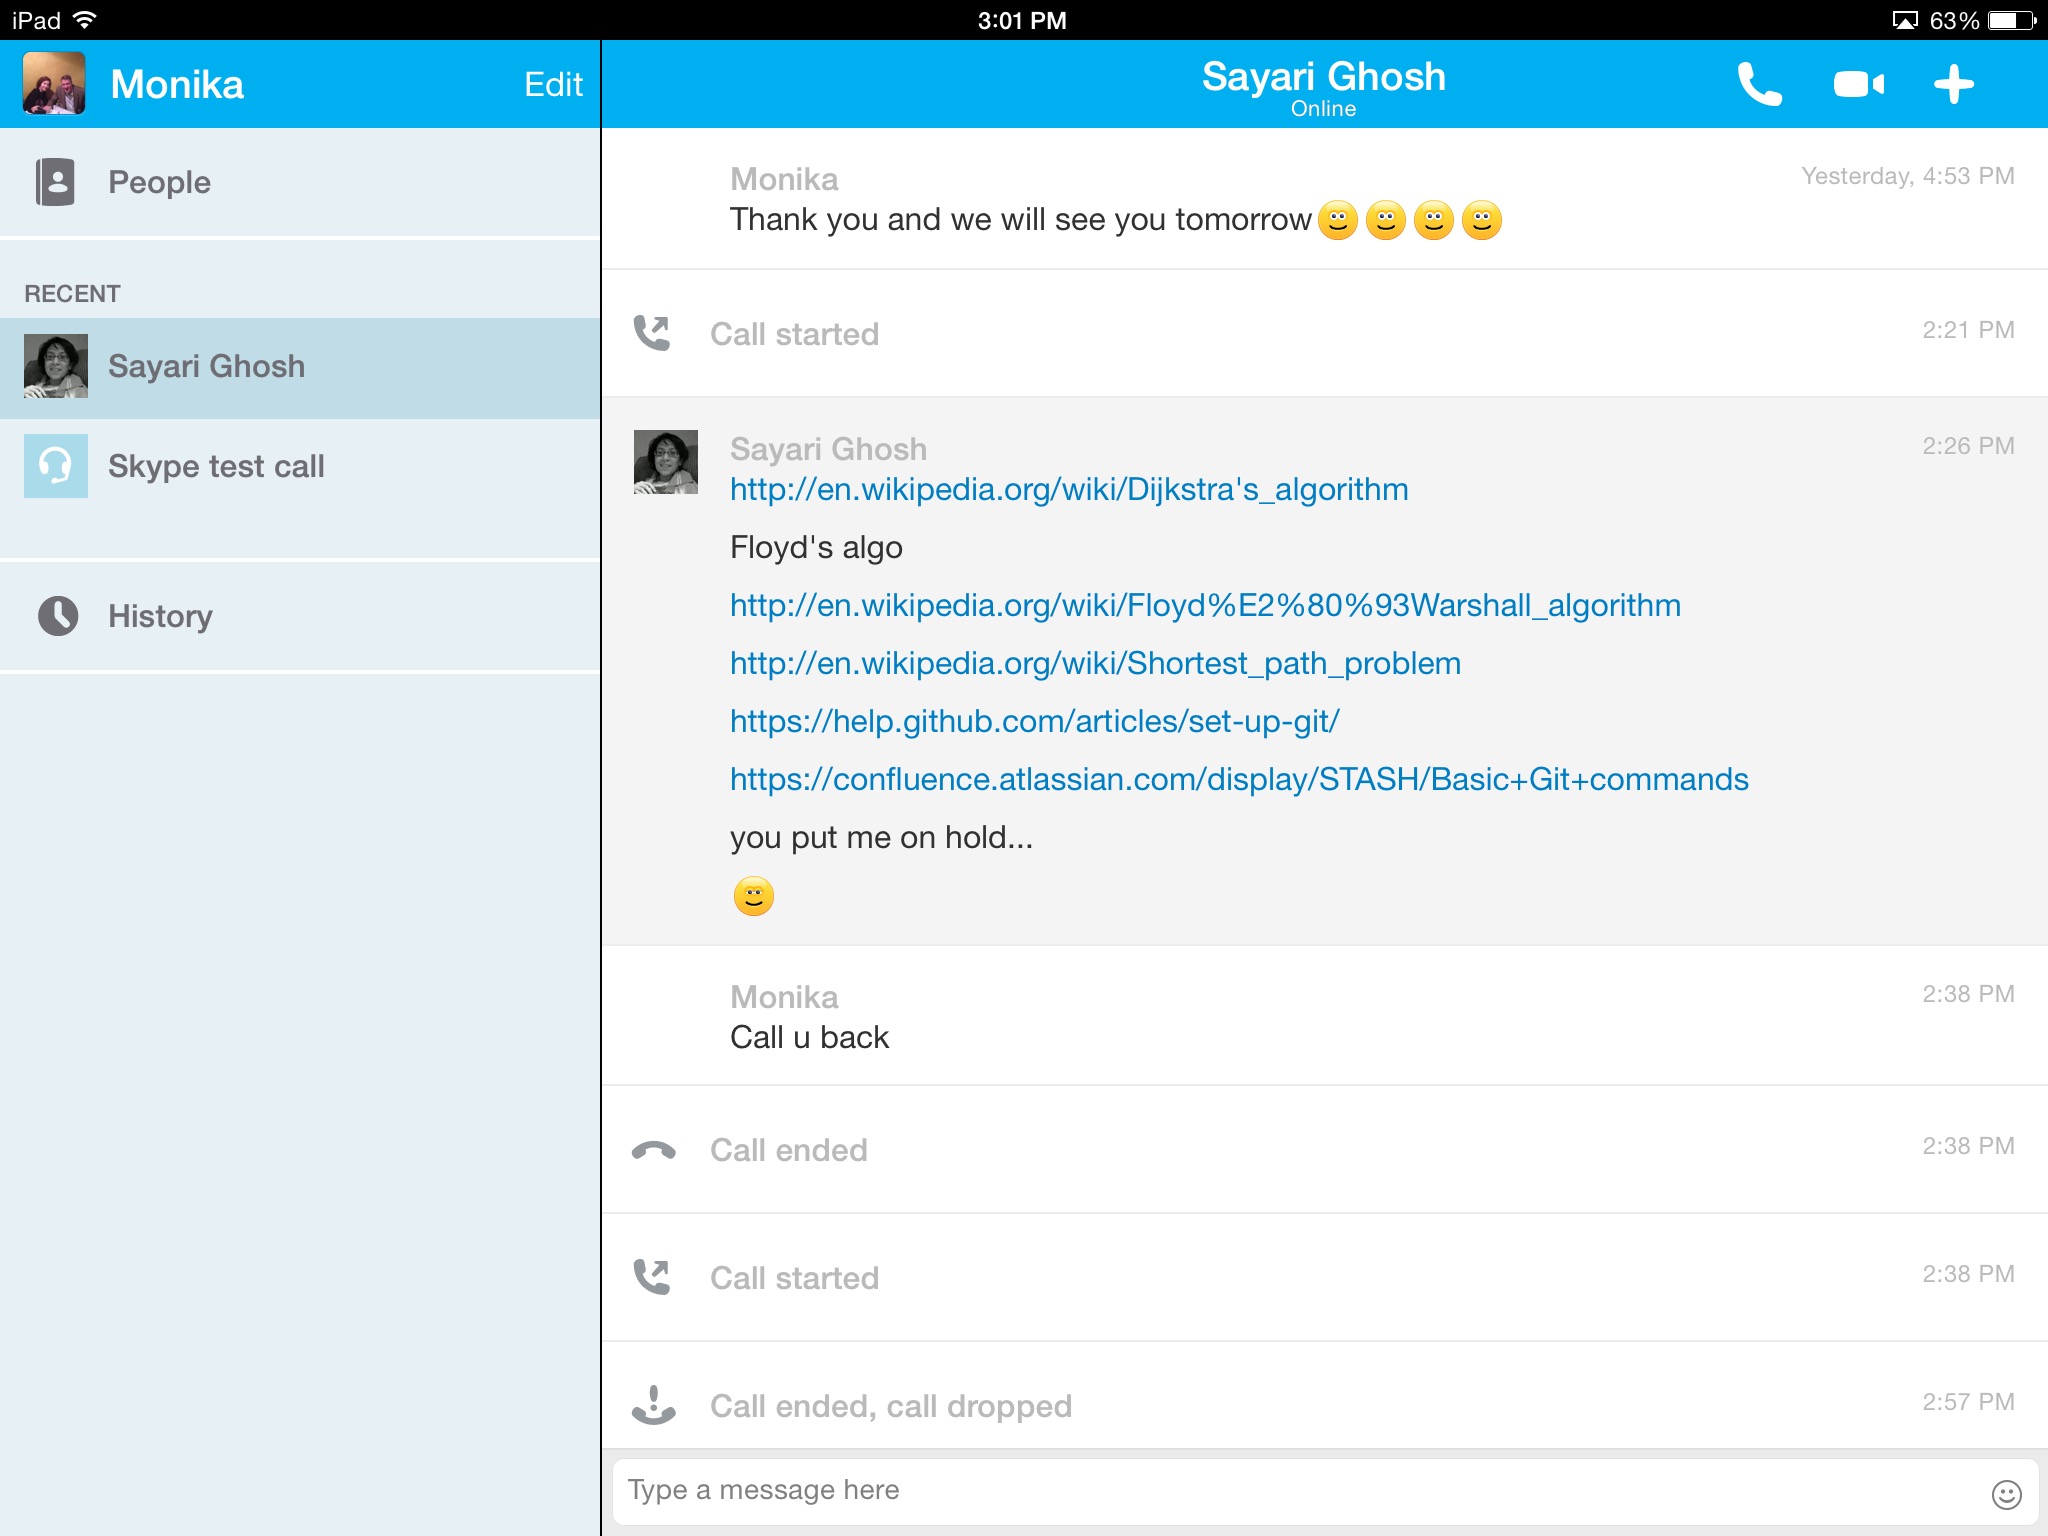 iPad
3:01 PM
63%
Monika
Edit
People
RECENT
Sayari Ghosh
Skype test call
History
Sayari Ghosh
Online
Monika
Yesterday, 4:53 PM
Thank you and we will see you tomorrow
Call started
2:21 PM
Sayari Ghosh
2:26 PM
http://en.wikipedia.org/wiki/Dijkstra's_algorithm
Floyd's algo
http://en.wikipedia.org/wiki/Floyd%E2%80%93Warshall_algorithm
http://en.wikipedia.org/wiki/Shortest_path_problem
https://help.github.com/articles/set-up-git/
https://confluence.atlassian.com/display/STASH/Basic+Git+commands
you put me on hold...
Monika
2:38 PM
Call u back
Call ended
2:38 PM
Call started
2:38 PM
Call ended, call dropped
2:57 PM
Type a message here